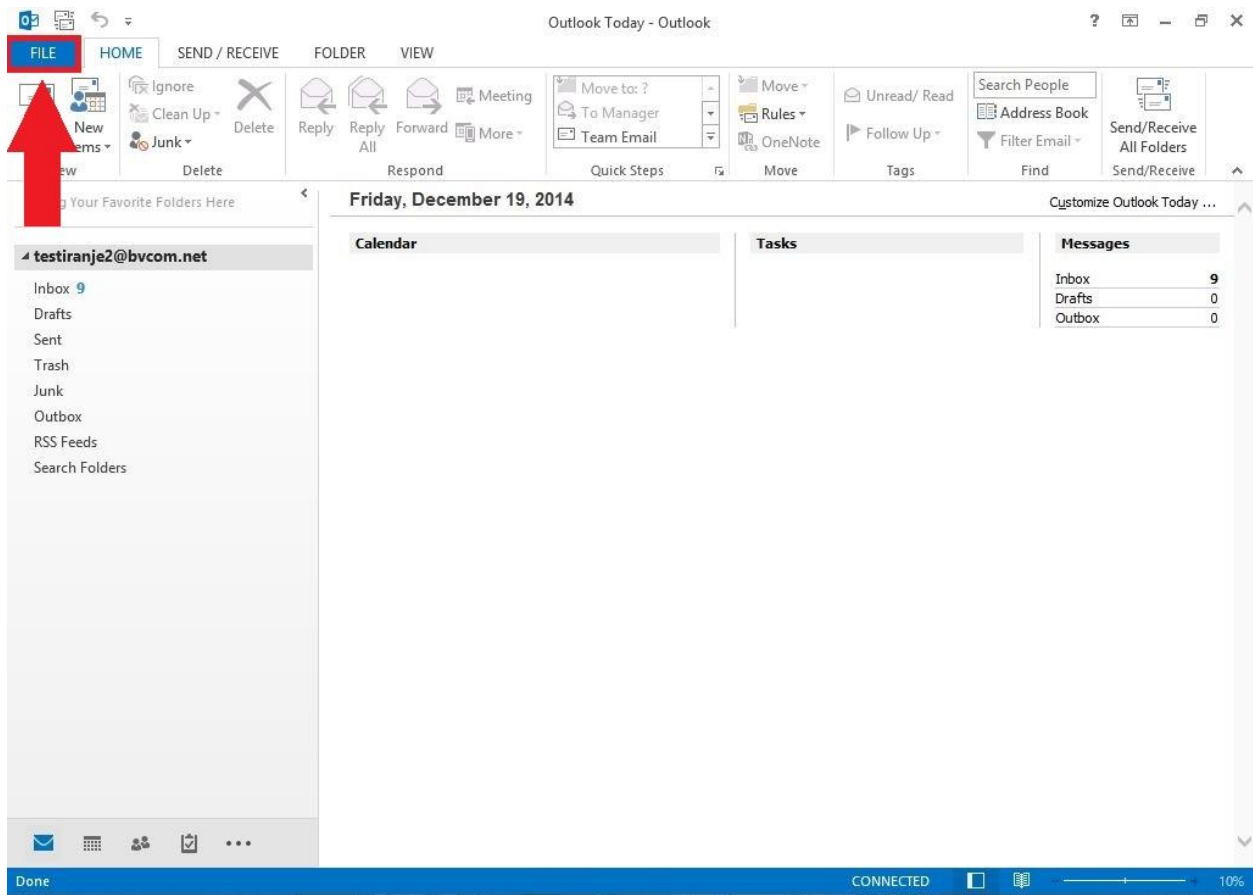 Outlook Today - Outlook
?
FILE HOME SEND / RECEIVE FOLDER VIEW
Ignore
Clean Up
Junk
Delete
New
Reply
Reply
All
Forward
Meeting
More
Move to: ?
To Manager
Team Email
Move
Rules
OneNote
Unread/ Read
Follow Up
Search People
Address Book
Filter Email
Send/Receive
All Folders
Delete Respond Quick Steps Move Tags Find Send/Receive
Your Favorite Folders Here
testiranje2@bvcom.net
Inbox 9
Drafts
Sent
Trash
Junk
Outbox
RSS Feeds
Search Folders
Friday, December 19, 2014
Customize Outlook Today ...
Calendar Tasks Messages
Inbox 9
Drafts 0
Outbox 0
Done CONNECTED 10%